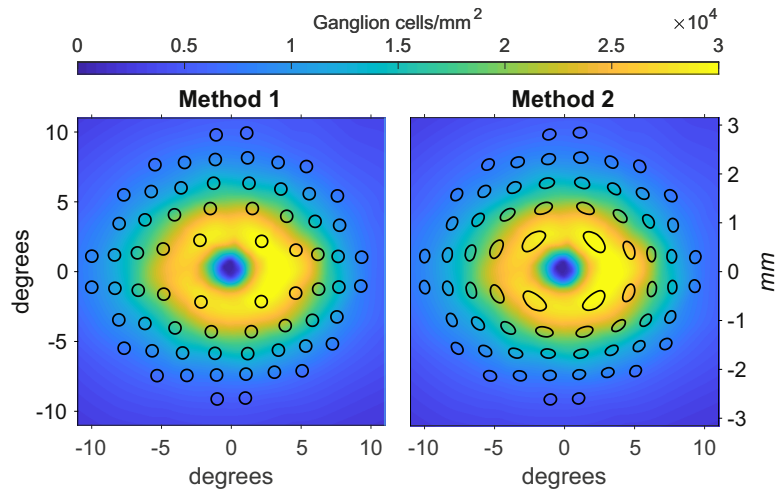 Ganglion cells/mm²
×10⁴
0 0.5 1 1.5 2 2.5 3
Method 1 Method 2
10 3
5 2
1
0 0
-1
-5 -2
-10 -3
degrees mm
-10 -5 0 5 10 -10 -5 0 5 10
degrees degrees